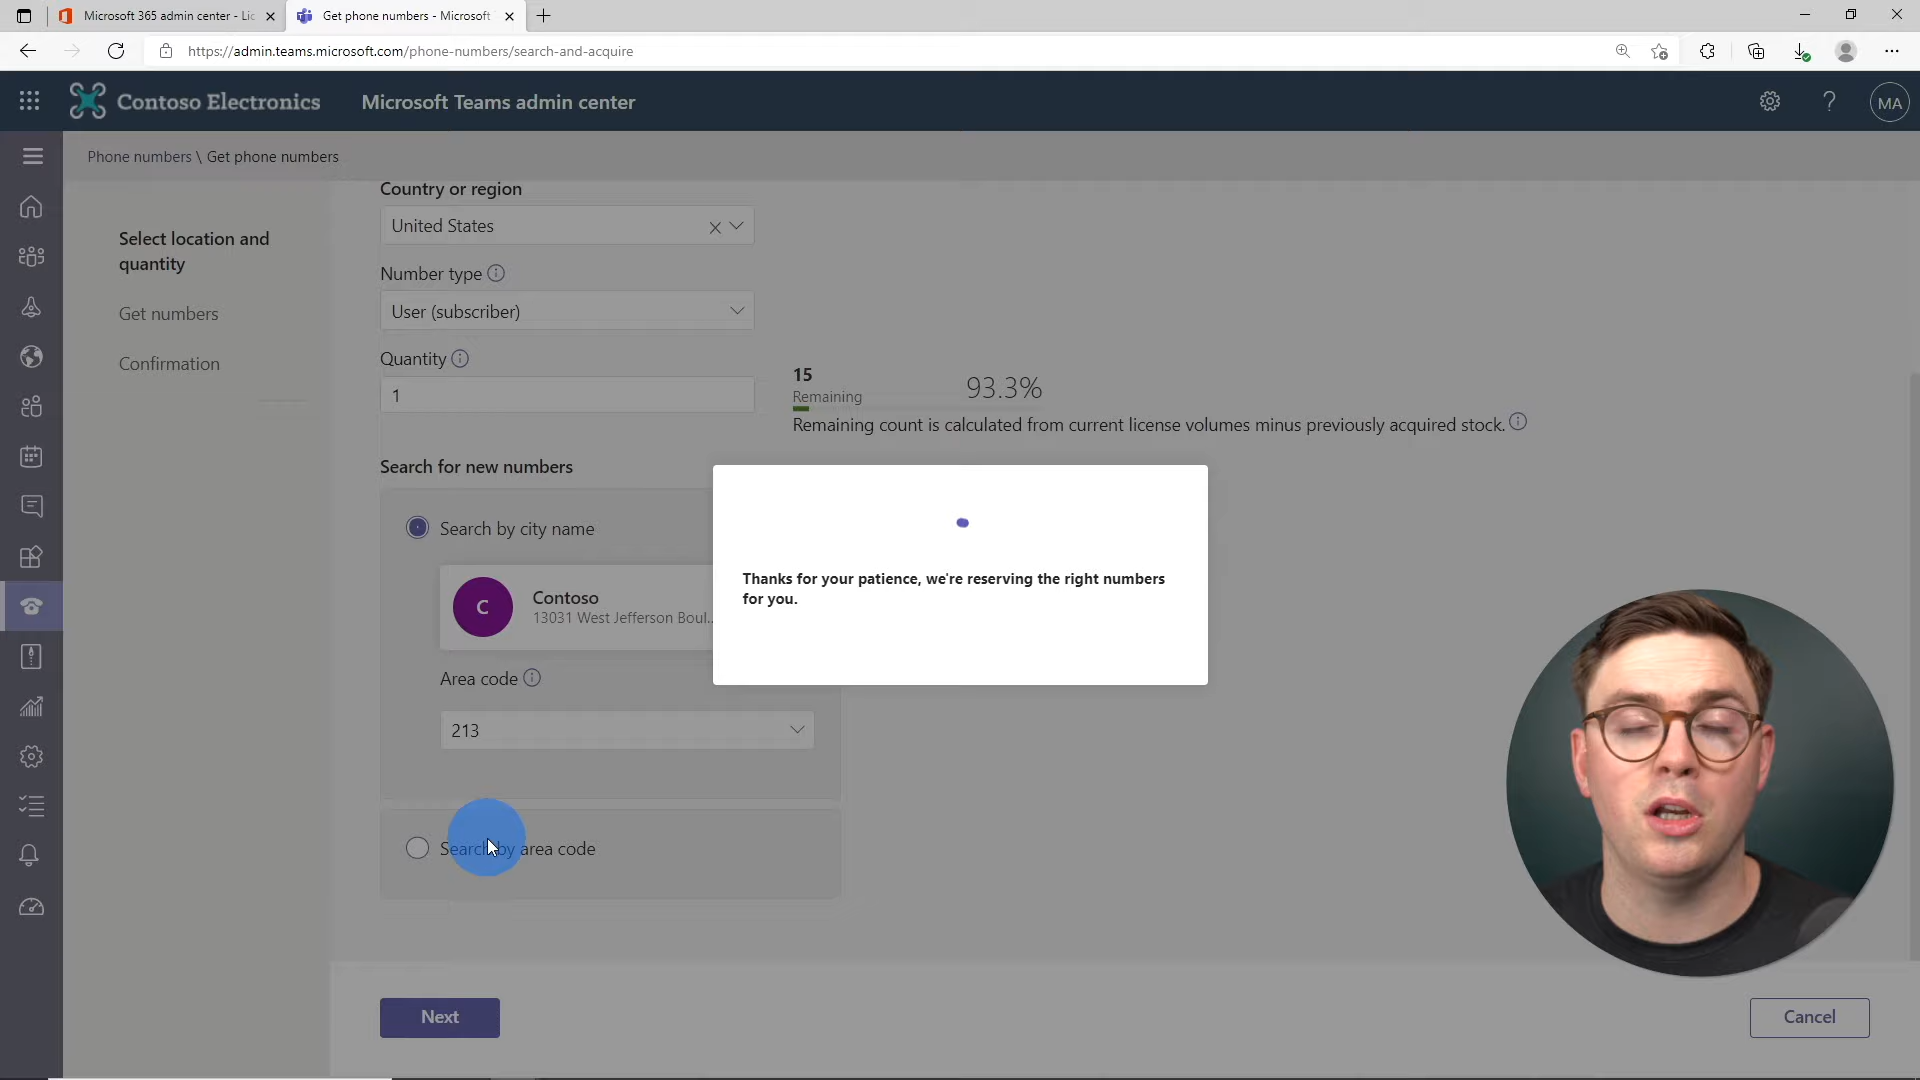 Microsoft 365 admin center - Lic
Get phone numbers - Microsoft
https://admin.teams.microsoft.com/phone-numbers/search-and-acquire
Contoso Electronics
Microsoft Teams admin center
?
MA
Phone numbers \ Get phone numbers
Select location and
quantity
Get numbers
Confirmation
Country or region
United States
Number type
User (subscriber)
Quantity
1
15
Remaining
93.3%
Remaining count is calculated from current license volumes minus previously acquired stock.
Search for new numbers
Search by city name
C
Contoso
13031 West Jefferson Boul...
Area code
213
Search by area code
Thanks for your patience, we're reserving the right numbers
for you.
Next
Cancel